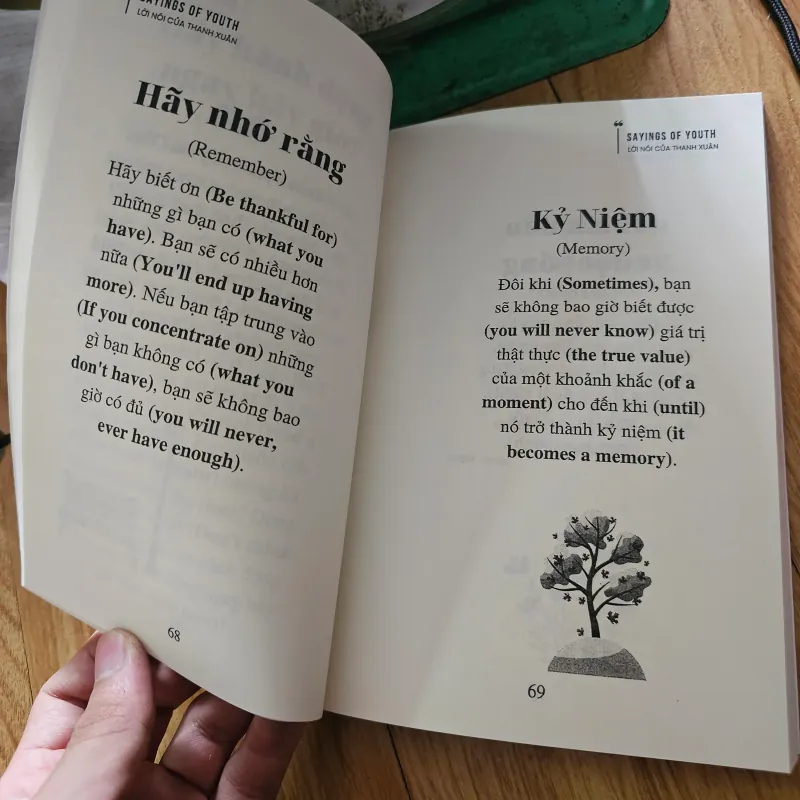 SAYINGS OF YOUTH
LỜI NÓI CỦA THANH XUÂN
Hãy nhớ rằng
(Remember)
Hãy biết ơn (Be thankful for)
những gì bạn có (what you
have). Bạn sẽ có nhiều hơn
nữa (You'll end up having
more). Nếu bạn tập trung vào
(If you concentrate on) những
gì bạn không có (what you
don't have), bạn sẽ không bao
giờ có đủ (you will never,
ever have enough).
68
SAYINGS OF YOUTH
LỜI NÓI CỦA THANH XUÂN
Kỷ Niệm
(Memory)
Đôi khi (Sometimes), bạn
sẽ không bao giờ biết được
(you will never know) giá trị
thật thực (the true value)
của một khoảnh khắc (of a
moment) cho đến khi (until)
nó trở thành kỷ niệm (it
becomes a memory).
69